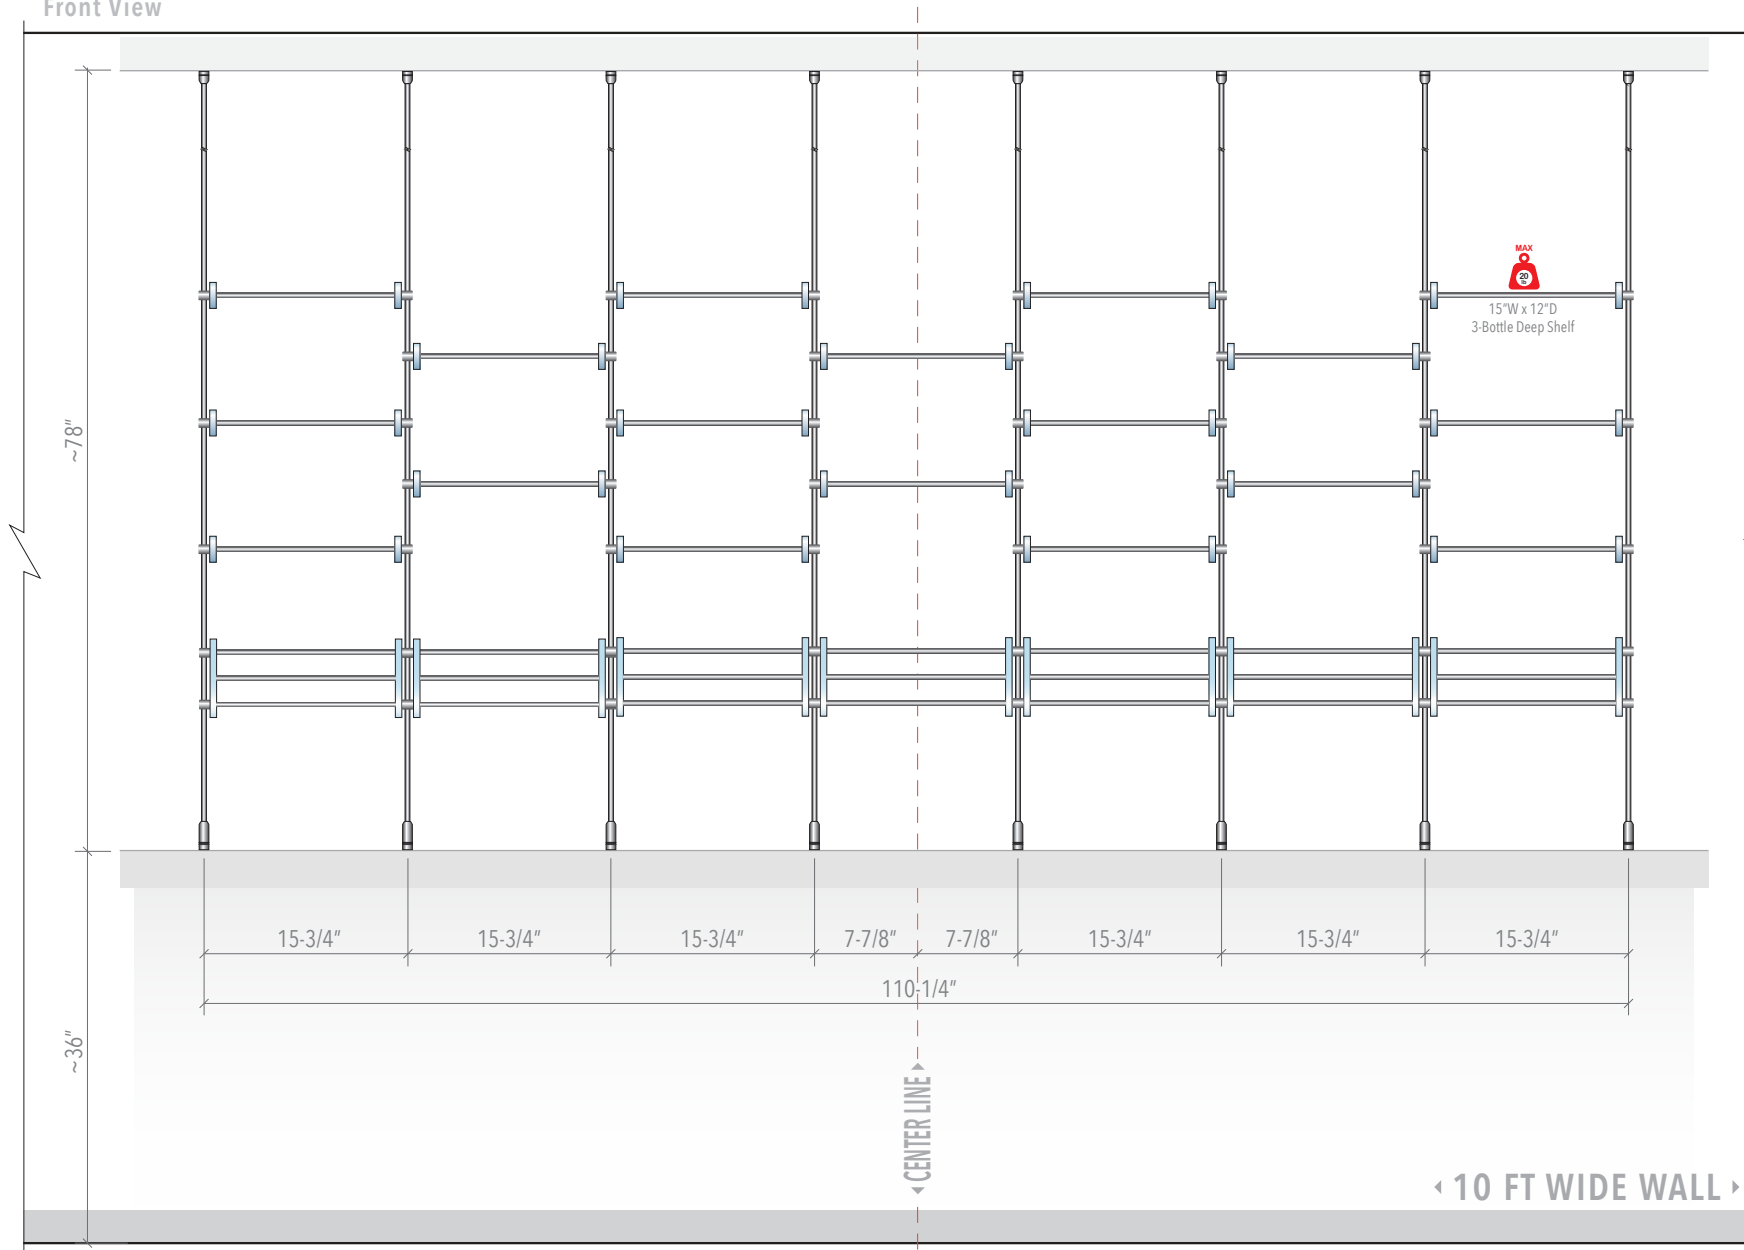 Front View
MAX
20
lb
15"W x 12"D
3-Bottle Deep Shelf
~78"
15-3/4"
15-3/4"
15-3/4"
7-7/8"
7-7/8"
15-3/4"
15-3/4"
15-3/4"
110-1/4"
~36"
CENTER LINE
10 FT WIDE WALL